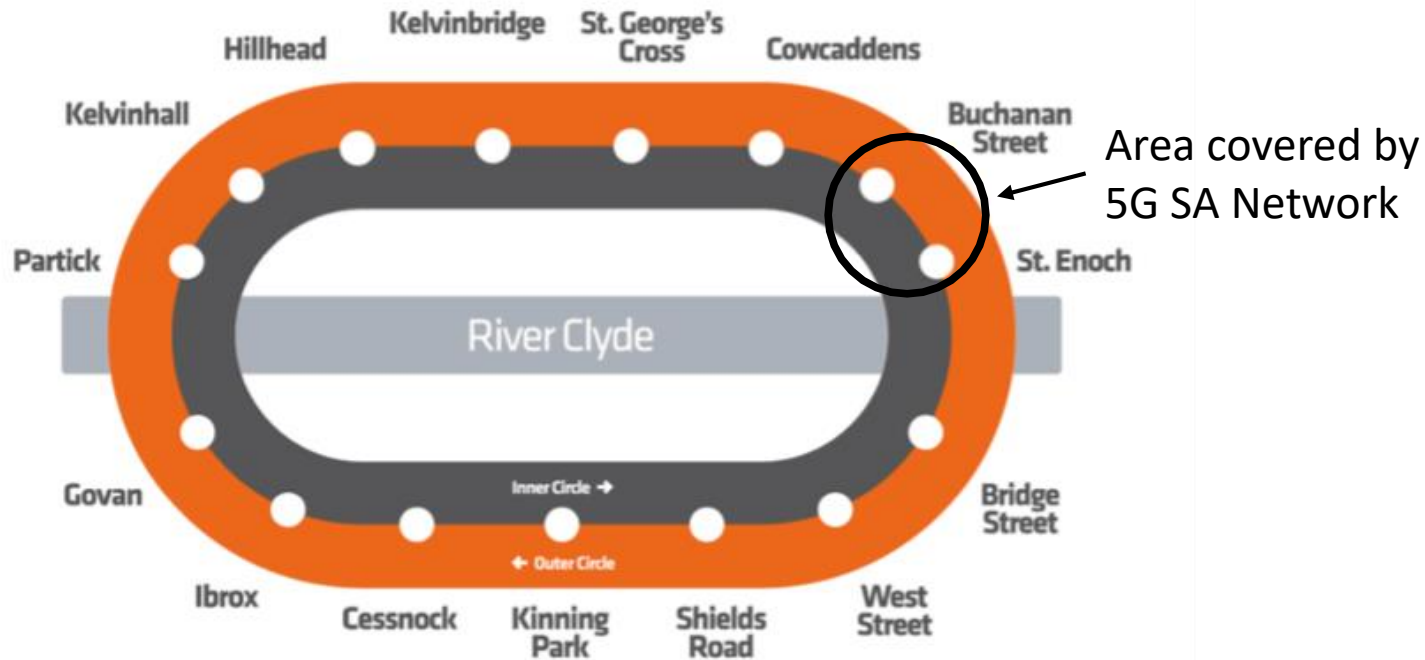 Kelvinbridge
St. George's
Cross
Hillhead
Cowcaddens
Kelvinhall
Buchanan
Street
Area covered by
5G SA Network
Partick
St. Enoch
River Clyde
Govan
Inner Circle →
Bridge
Street
← Outer Circle
Ibrox
Cessnock
Kinning
Park
Shields
Road
West
Street